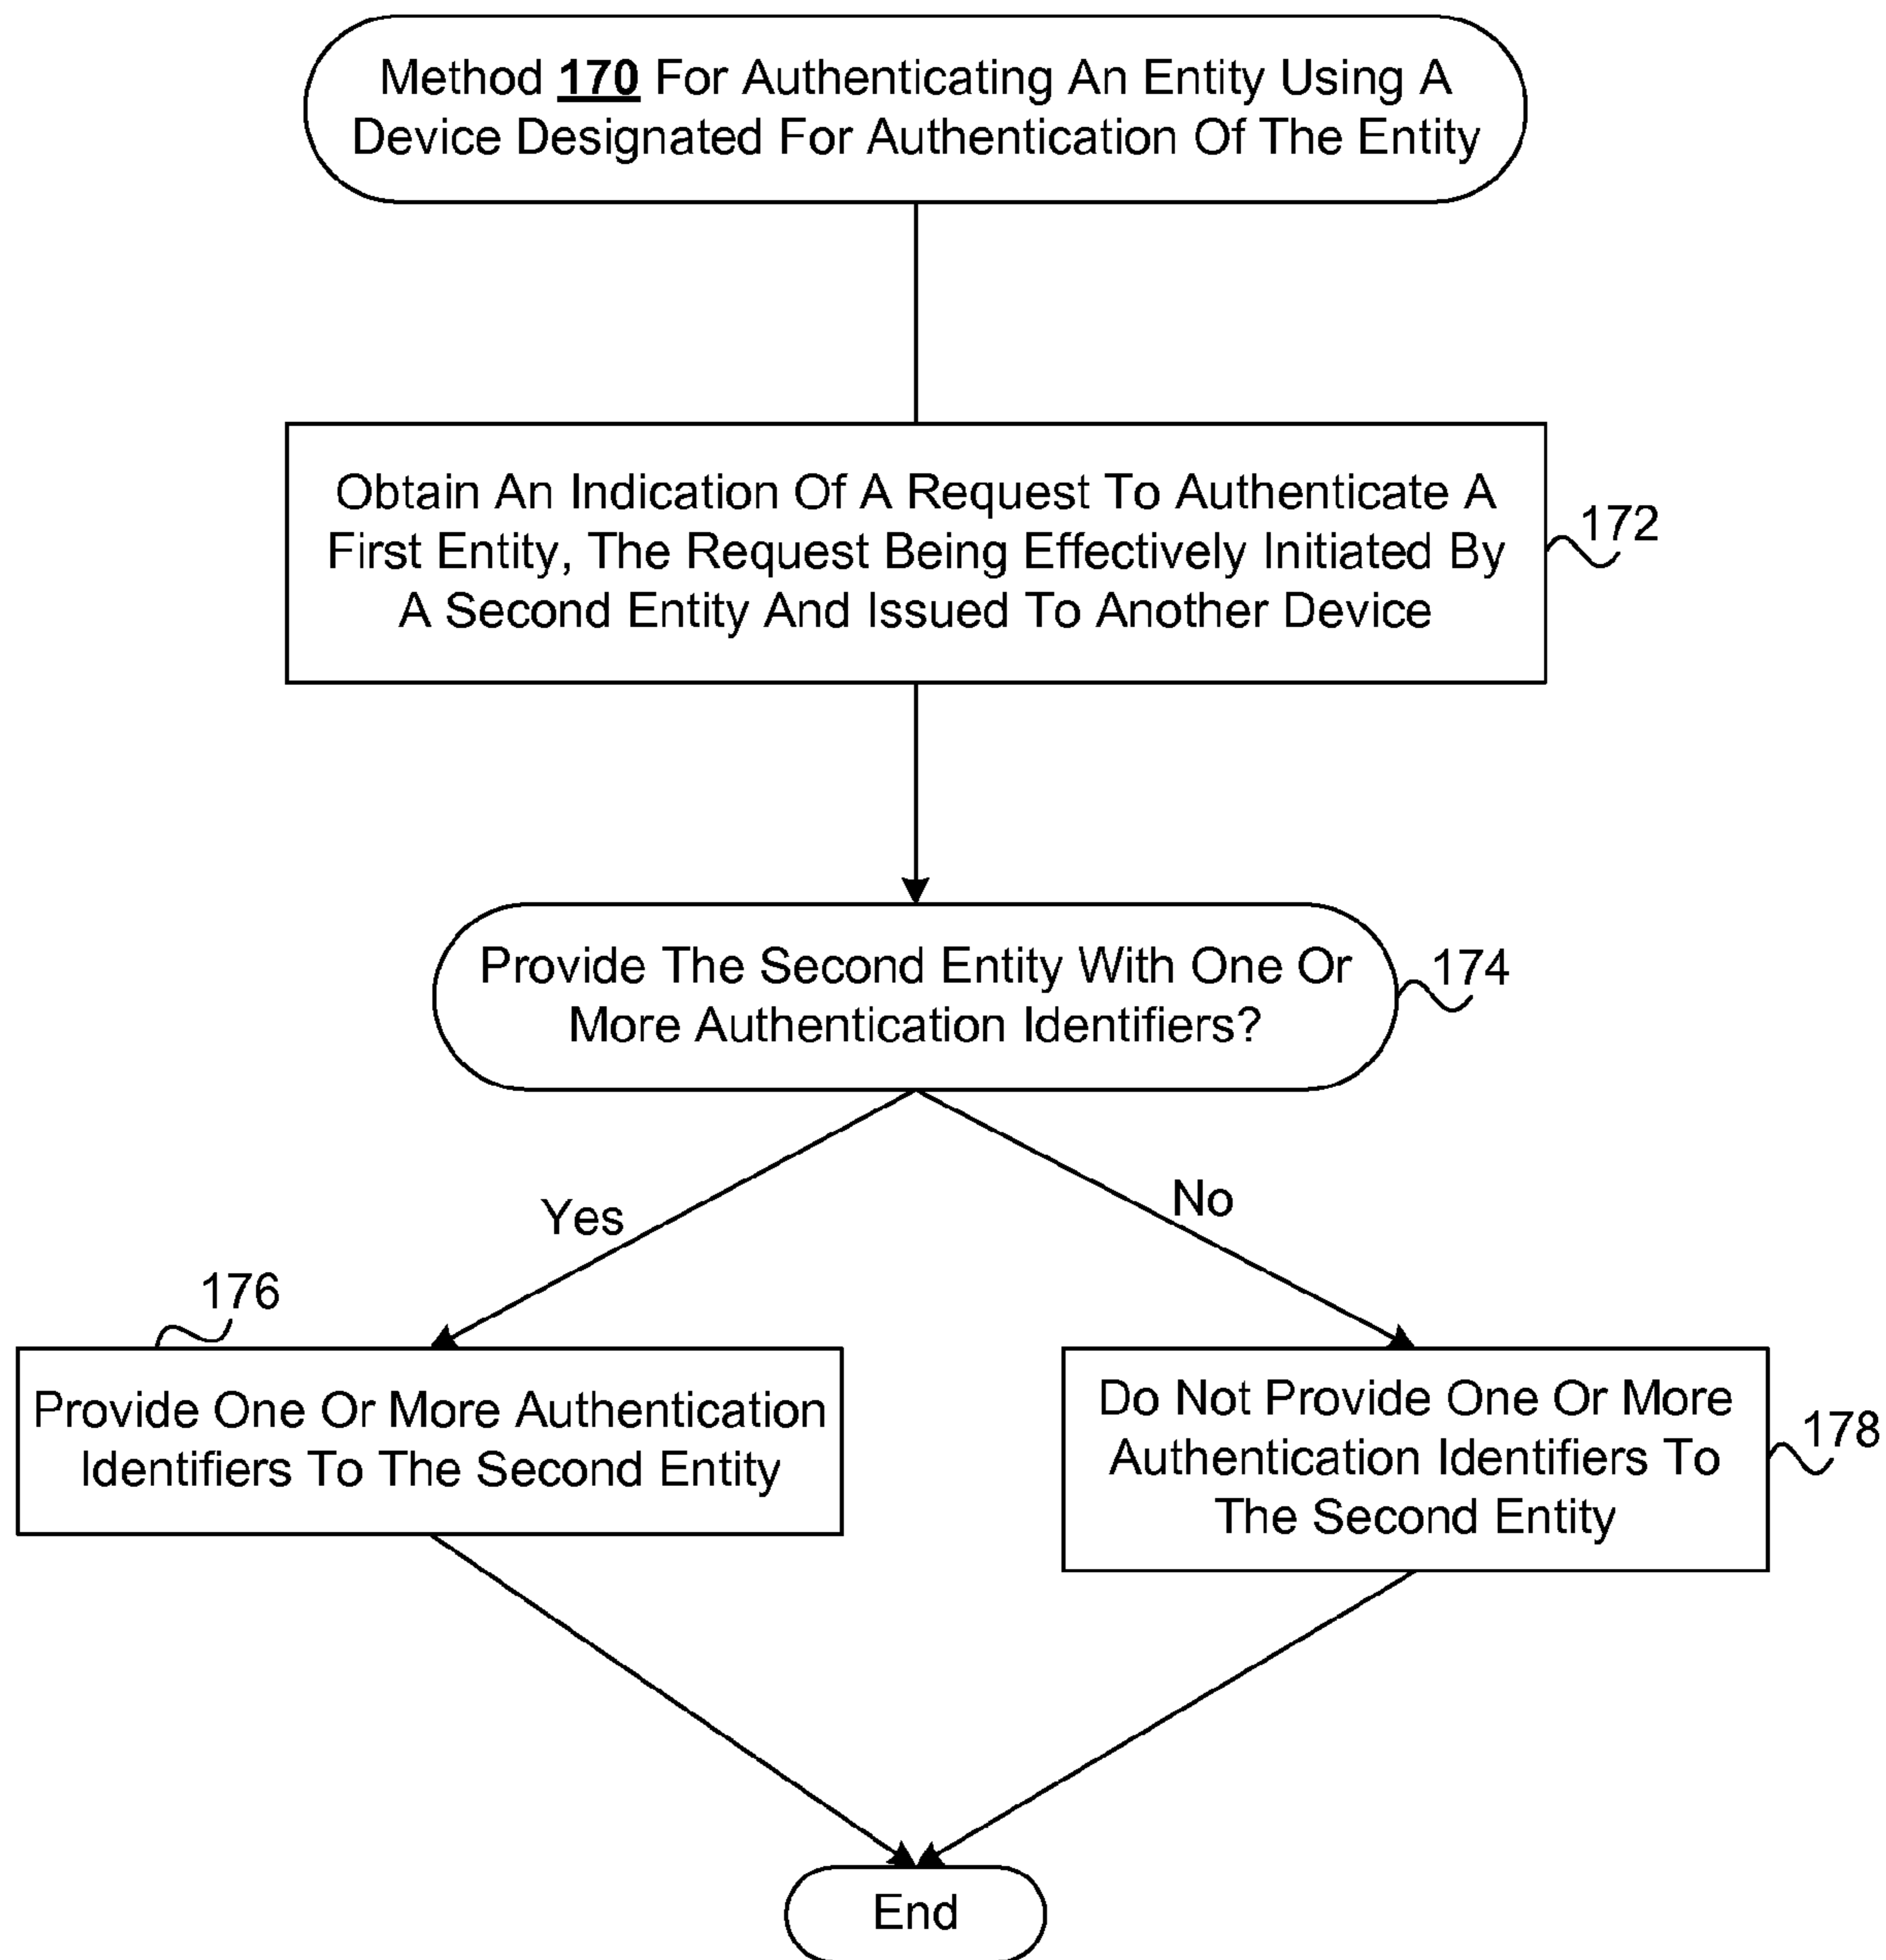 Method 170 For Authenticating An Entity Using A
Device Designated For Authentication Of The Entity
Obtain An Indication Of A Request To Authenticate A
First Entity, The Request Being Effectively Initiated By
A Second Entity And Issued To Another Device
172
Provide The Second Entity With One Or
More Authentication Identifiers?
174
Yes
No
176
Provide One Or More Authentication
Identifiers To The Second Entity
Do Not Provide One Or More
Authentication Identifiers To
The Second Entity
178
End